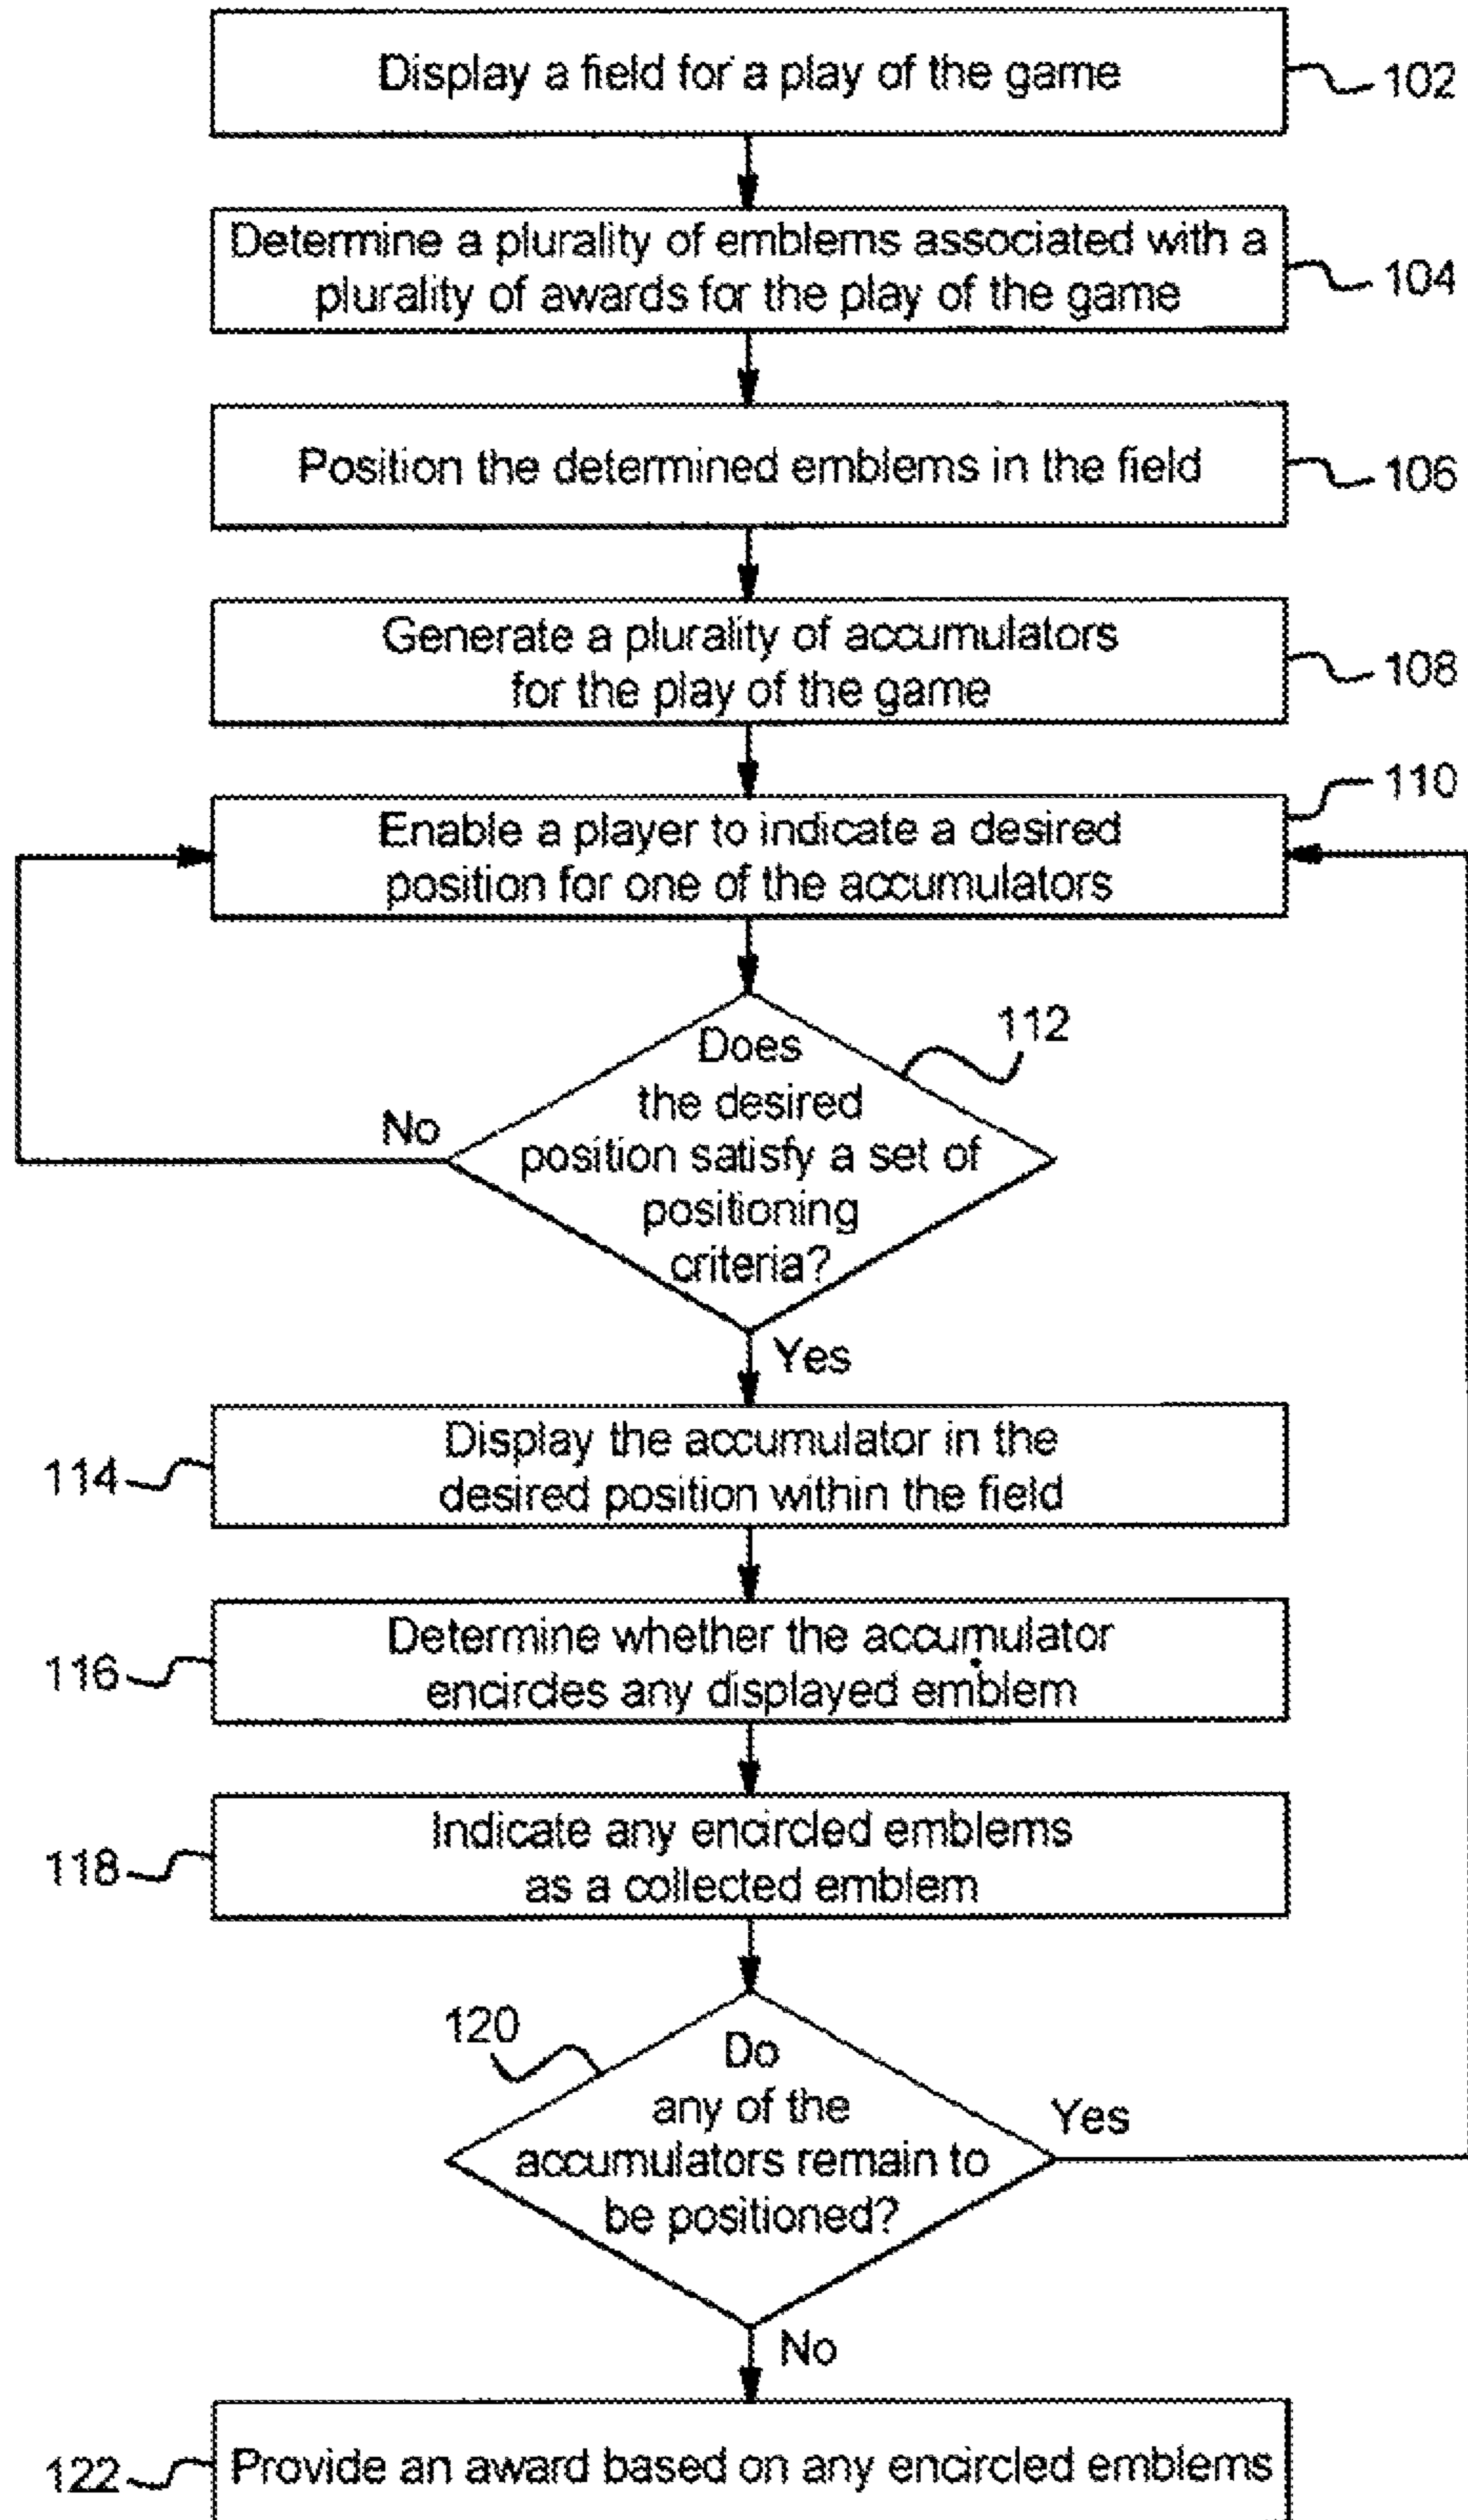 Display a field for a play of the game
102
Determine a plurality of emblems associated with a
plurality of awards for the play of the game
104
Position the determined emblems in the field
106
Generate a plurality of accumulators
for the play of the game
108
110
Enable a player to indicate a desired
position for one of the accumulators
112
Does
the desired
position satisfy a set of
positioning
criteria?
No
Yes
Display the accumulator in the
desired position within the field
114
Determine whether the accumulator
encircles any displayed emblem
116
Indicate any encircled emblems
as a collected emblem
118
120
Do
any of the
accumulators remain to
be positioned?
Yes
No
122
Provide an award based on any encircled emblems